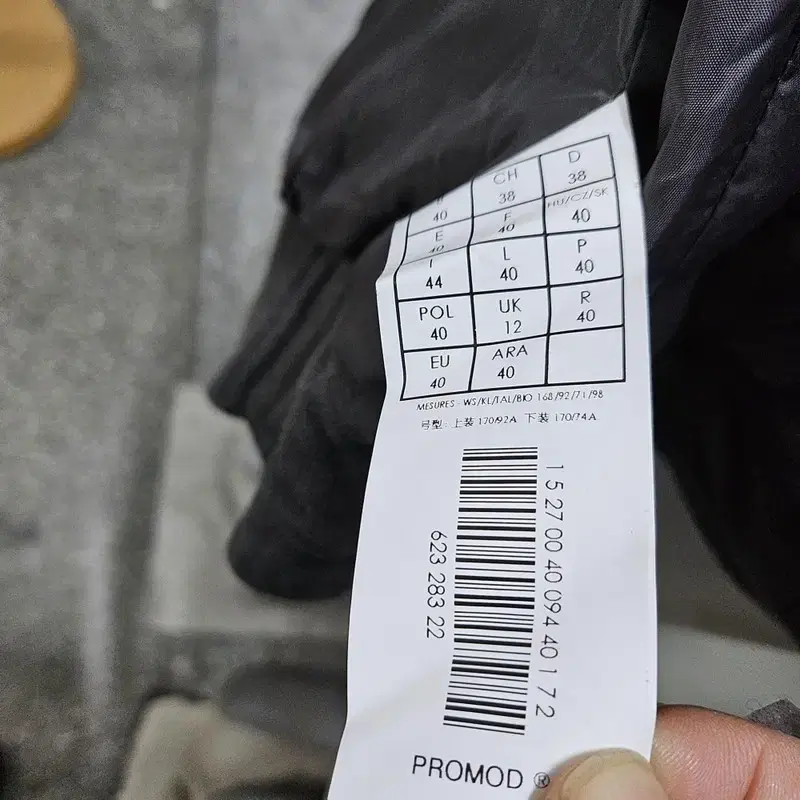 CH D
38 38
40 F HU/CZ/SK
E 40 40
40 L P
I 40 40
44
POL UK R
40 12 40
EU ARA
40 40
MESURES - WS/KL/TAL/BIO 168/92/71/98
号型: 上装 170/92A 下装 170/74A
1 5 27 00 40 094 40 1 7 2
623 283 22
PROMOD ®